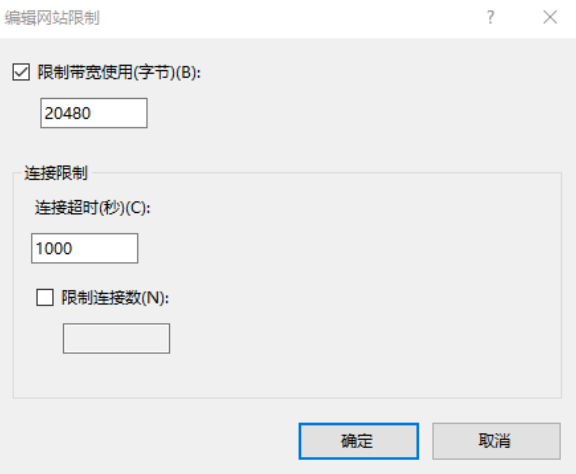 编辑网站限制
限制带宽使用(字节)(B):
20480
连接限制
连接超时(秒)(C):
1000
限制连接数(N):
确定 取消